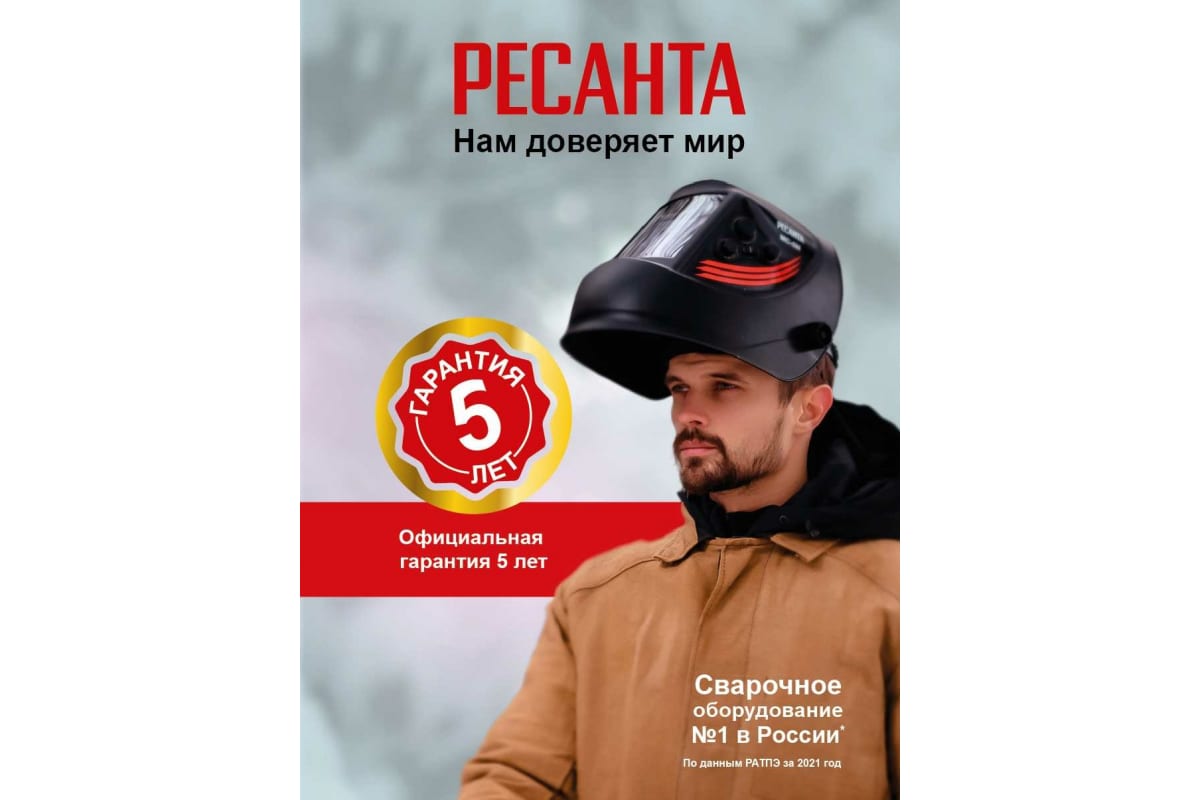 РЕСАНТА
Нам доверяет мир
РЕСАНТА
ГАРАНТИЯ
5
ЛЕТ
Официальная
гарантия 5 лет
Сварочное
оборудование
№1 в России*
По данным РАТПЭ за 2021 год